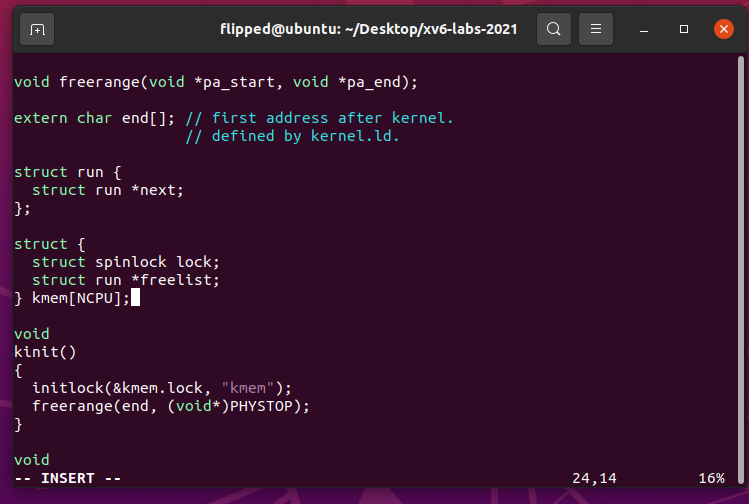 flipped@ubuntu: ~/Desktop/xv6-labs-2021
void freerange(void *pa_start, void *pa_end);
extern char end[]; // first address after kernel.
                   // defined by kernel.ld.
struct run {
  struct run *next;
};
struct {
  struct spinlock lock;
  struct run *freelist;
} kmem[NCPU];
void
kinit()
{
  initlock(&kmem.lock, "kmem");
  freerange(end, (void*)PHYSTOP);
}
void
-- INSERT -- 24,14 16%